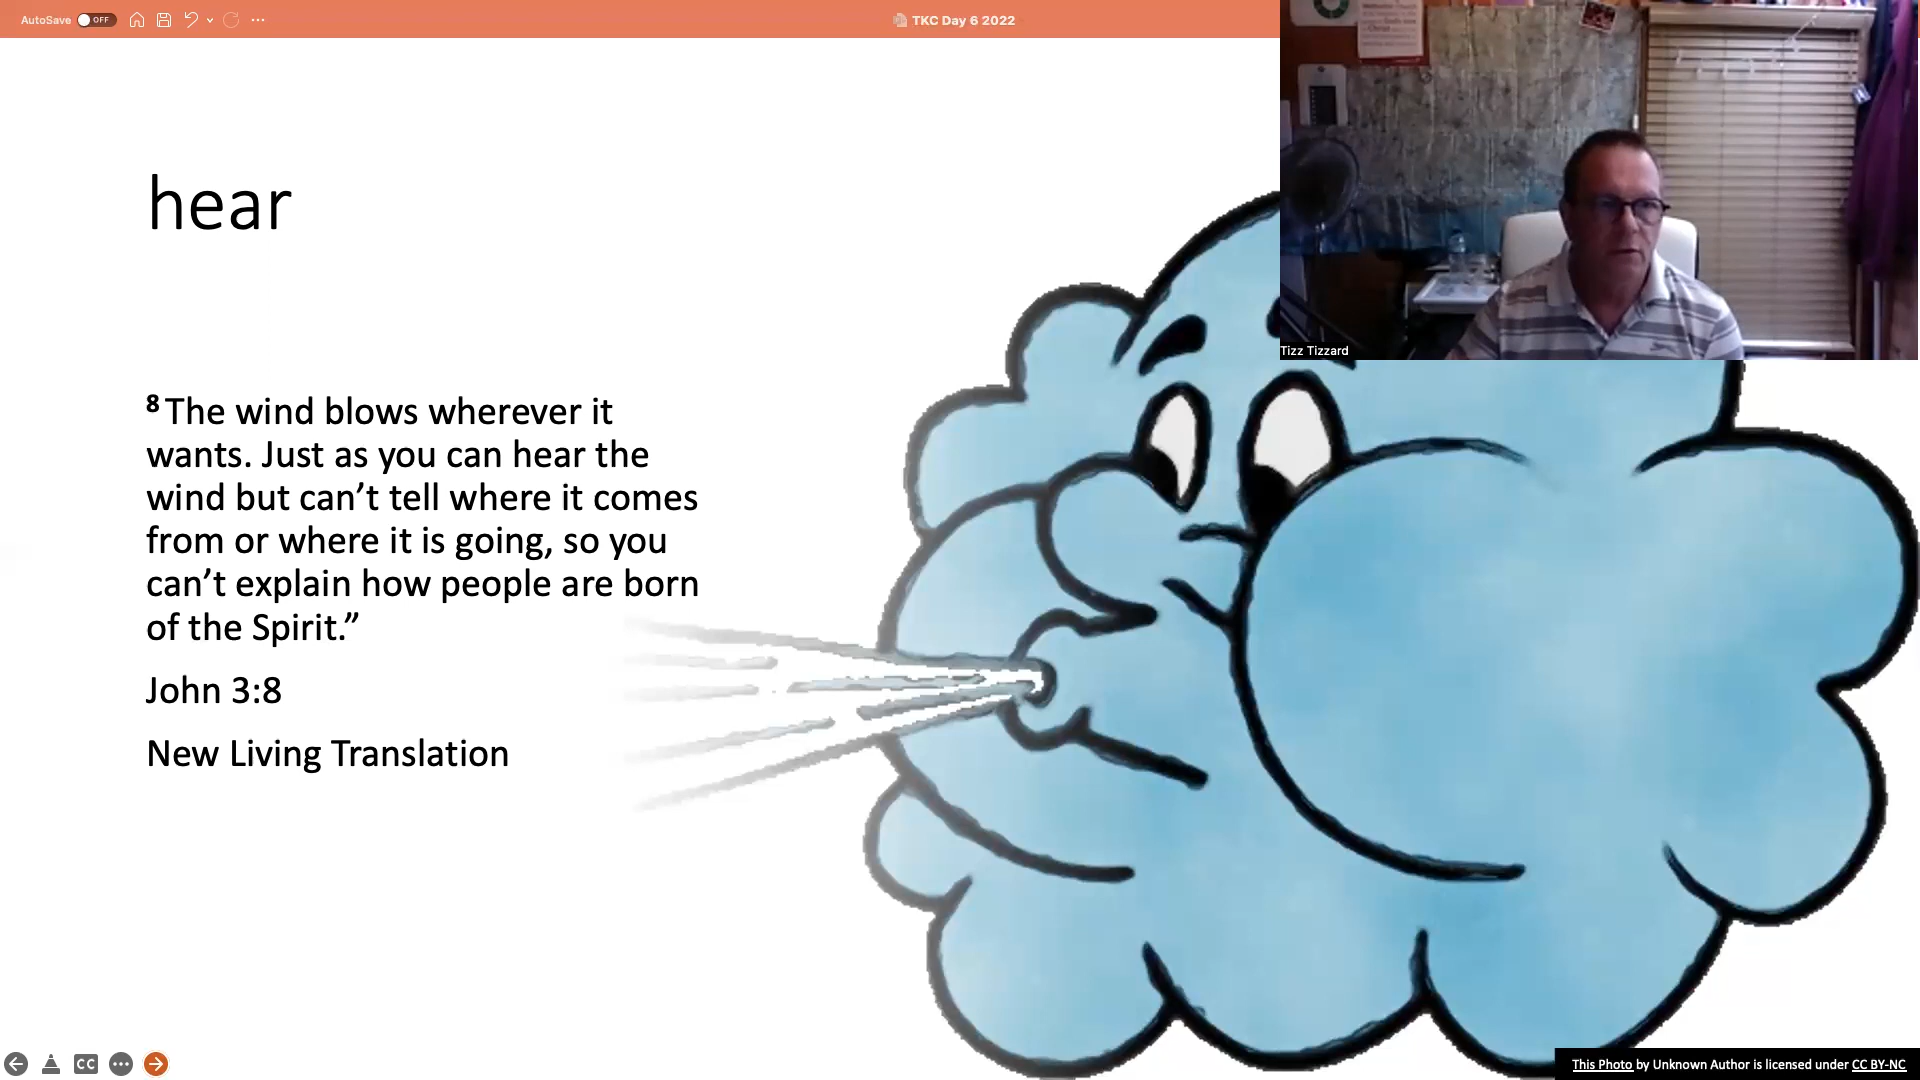 AutoSave OFF
TKC Day 6 2022
Tizz Tizzard
hear
8 The wind blows wherever it
wants. Just as you can hear the
wind but can’t tell where it comes
from or where it is going, so you
can’t explain how people are born
of the Spirit.”
John 3:8
New Living Translation
CC
This Photo by Unknown Author is licensed under CC BY-NC